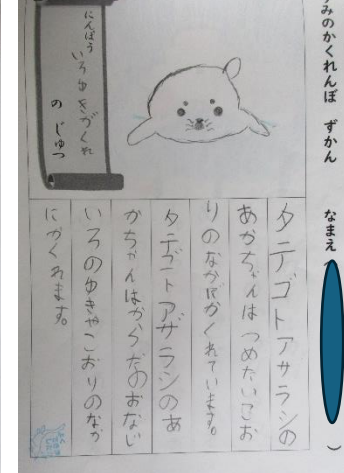 みのかくれんぼ ずかん なまえ（ ）
にんぽう
いろゆきがくれ
の じゅつ
タテゴトアサラシの
あかちゃんは つめたいこお
りのなかにかくれています。
タテゴトアザラシのあ
かちゃんはからだのおなじ
いろのゆきやこおりのなか
にかくれます。